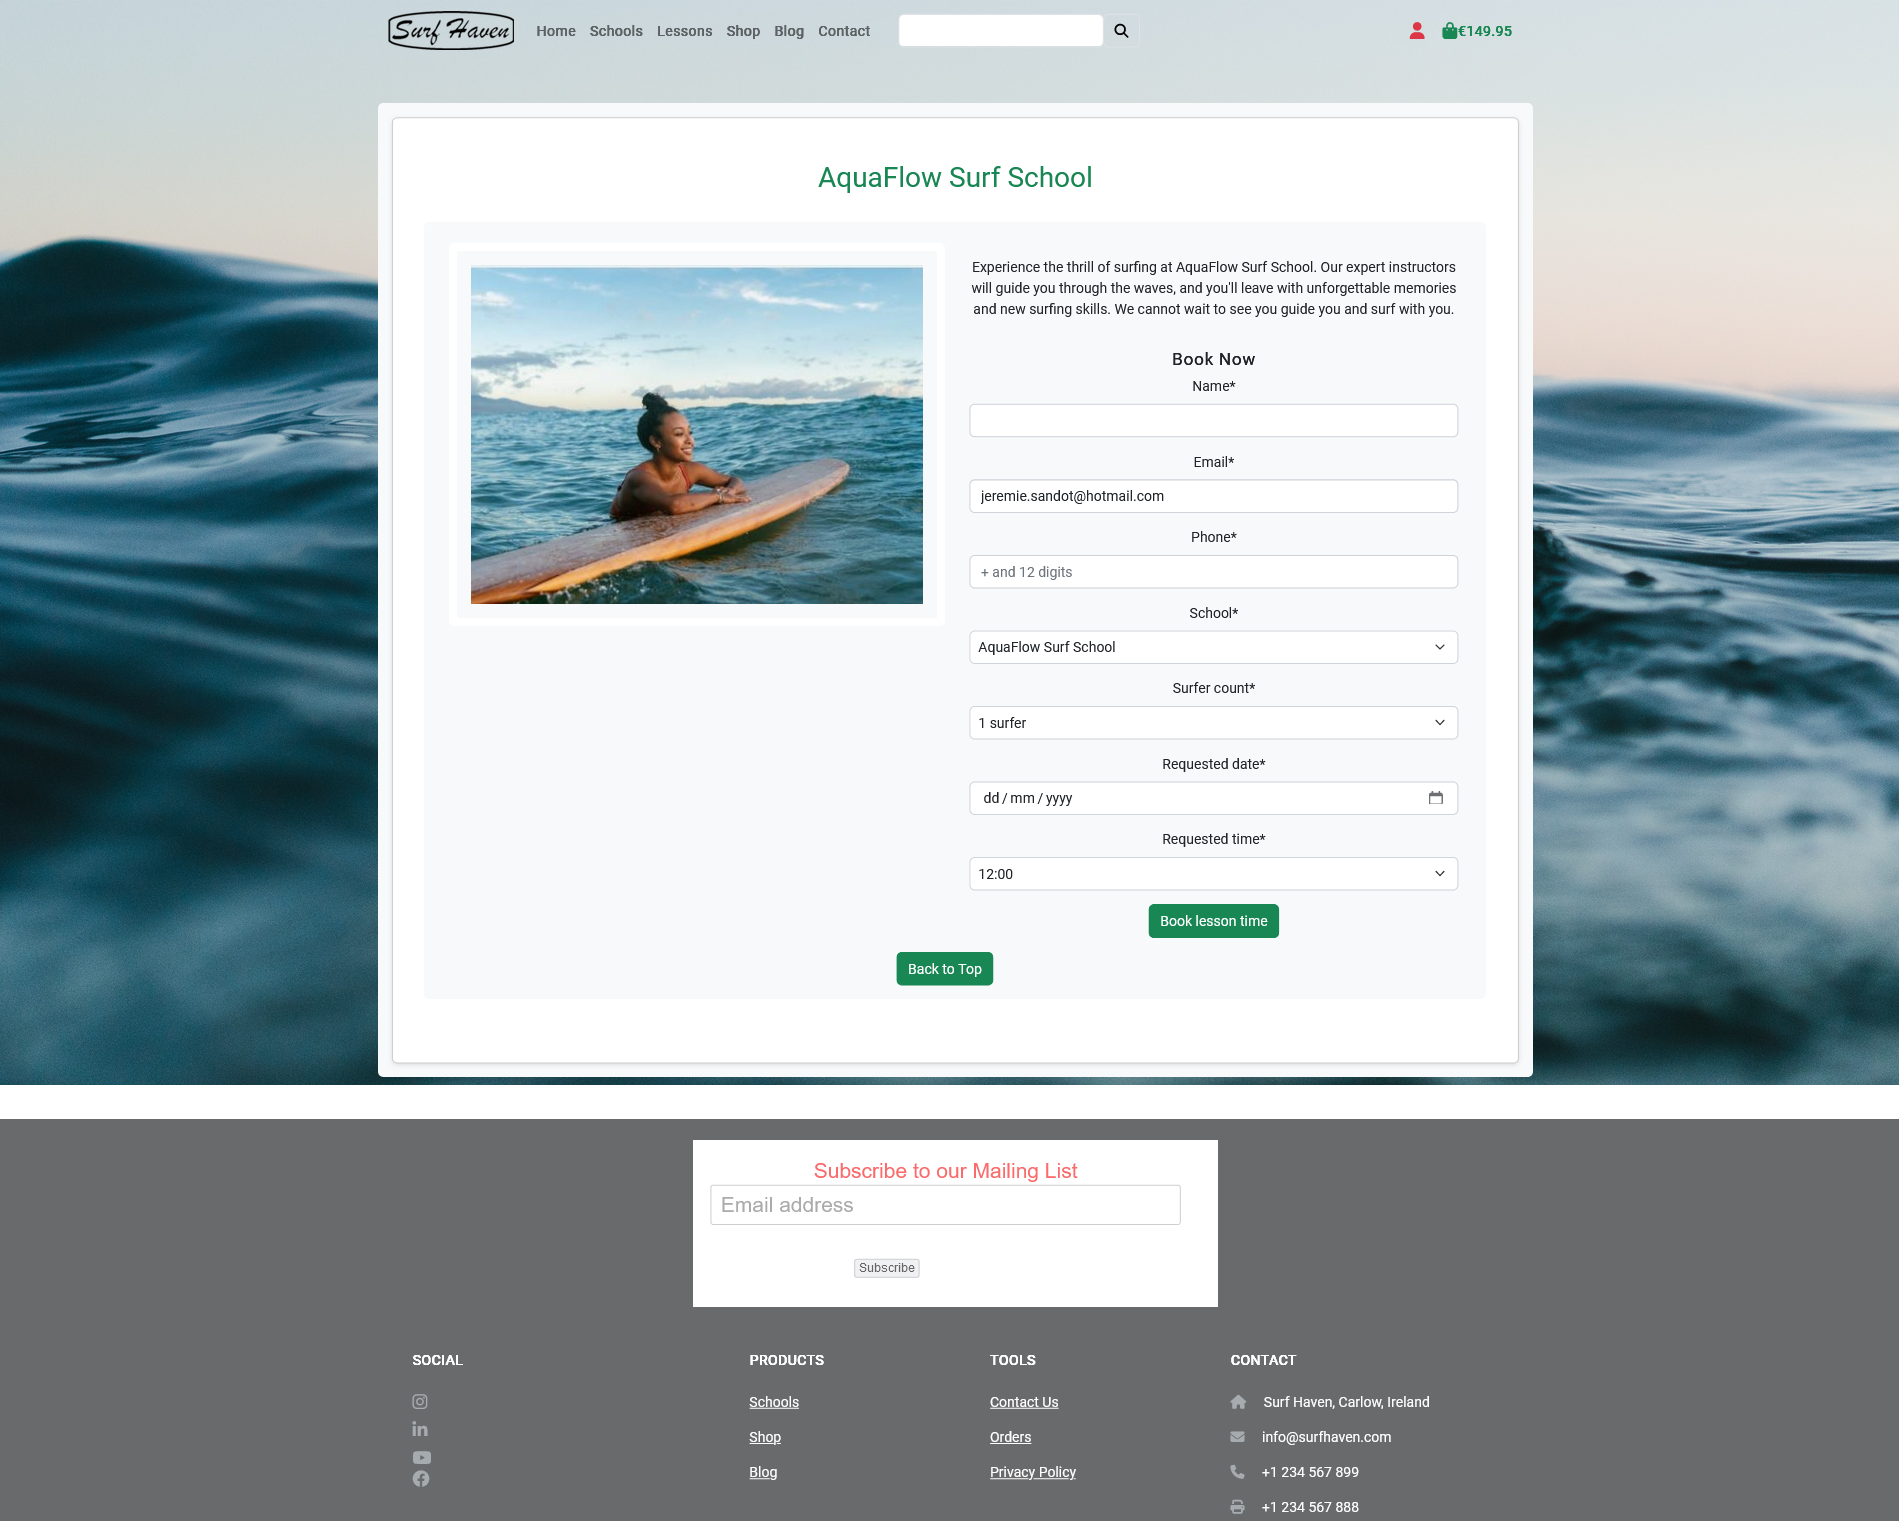 Surf Haven
Home Schools Lessons Shop Blog Contact
€149.95
AquaFlow Surf School
Experience the thrill of surfing at AquaFlow Surf School. Our expert instructors
will guide you through the waves, and you'll leave with unforgettable memories
and new surfing skills. We cannot wait to see you guide you and surf with you.
Book Now
Name*
Email*
jeremie.sandot@hotmail.com
Phone*
+ and 12 digits
School*
AquaFlow Surf School
Surfer count*
1 surfer
Requested date*
dd / mm / yyyy
Requested time*
12:00
Book lesson time
Back to Top
Subscribe to our Mailing List
Email address
Subscribe
SOCIAL
PRODUCTS
Schools
Shop
Blog
TOOLS
Contact Us
Orders
Privacy Policy
CONTACT
Surf Haven, Carlow, Ireland
info@surfhaven.com
+1 234 567 899
+1 234 567 888